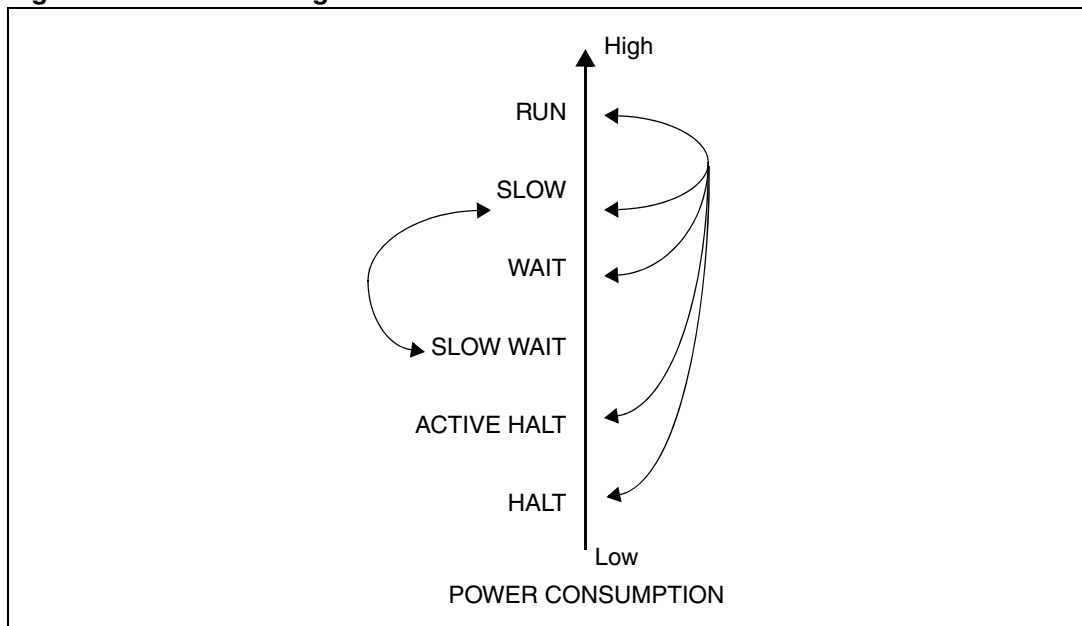 High
RUN
SLOW
WAIT
SLOW WAIT
ACTIVE HALT
HALT
Low
POWER CONSUMPTION